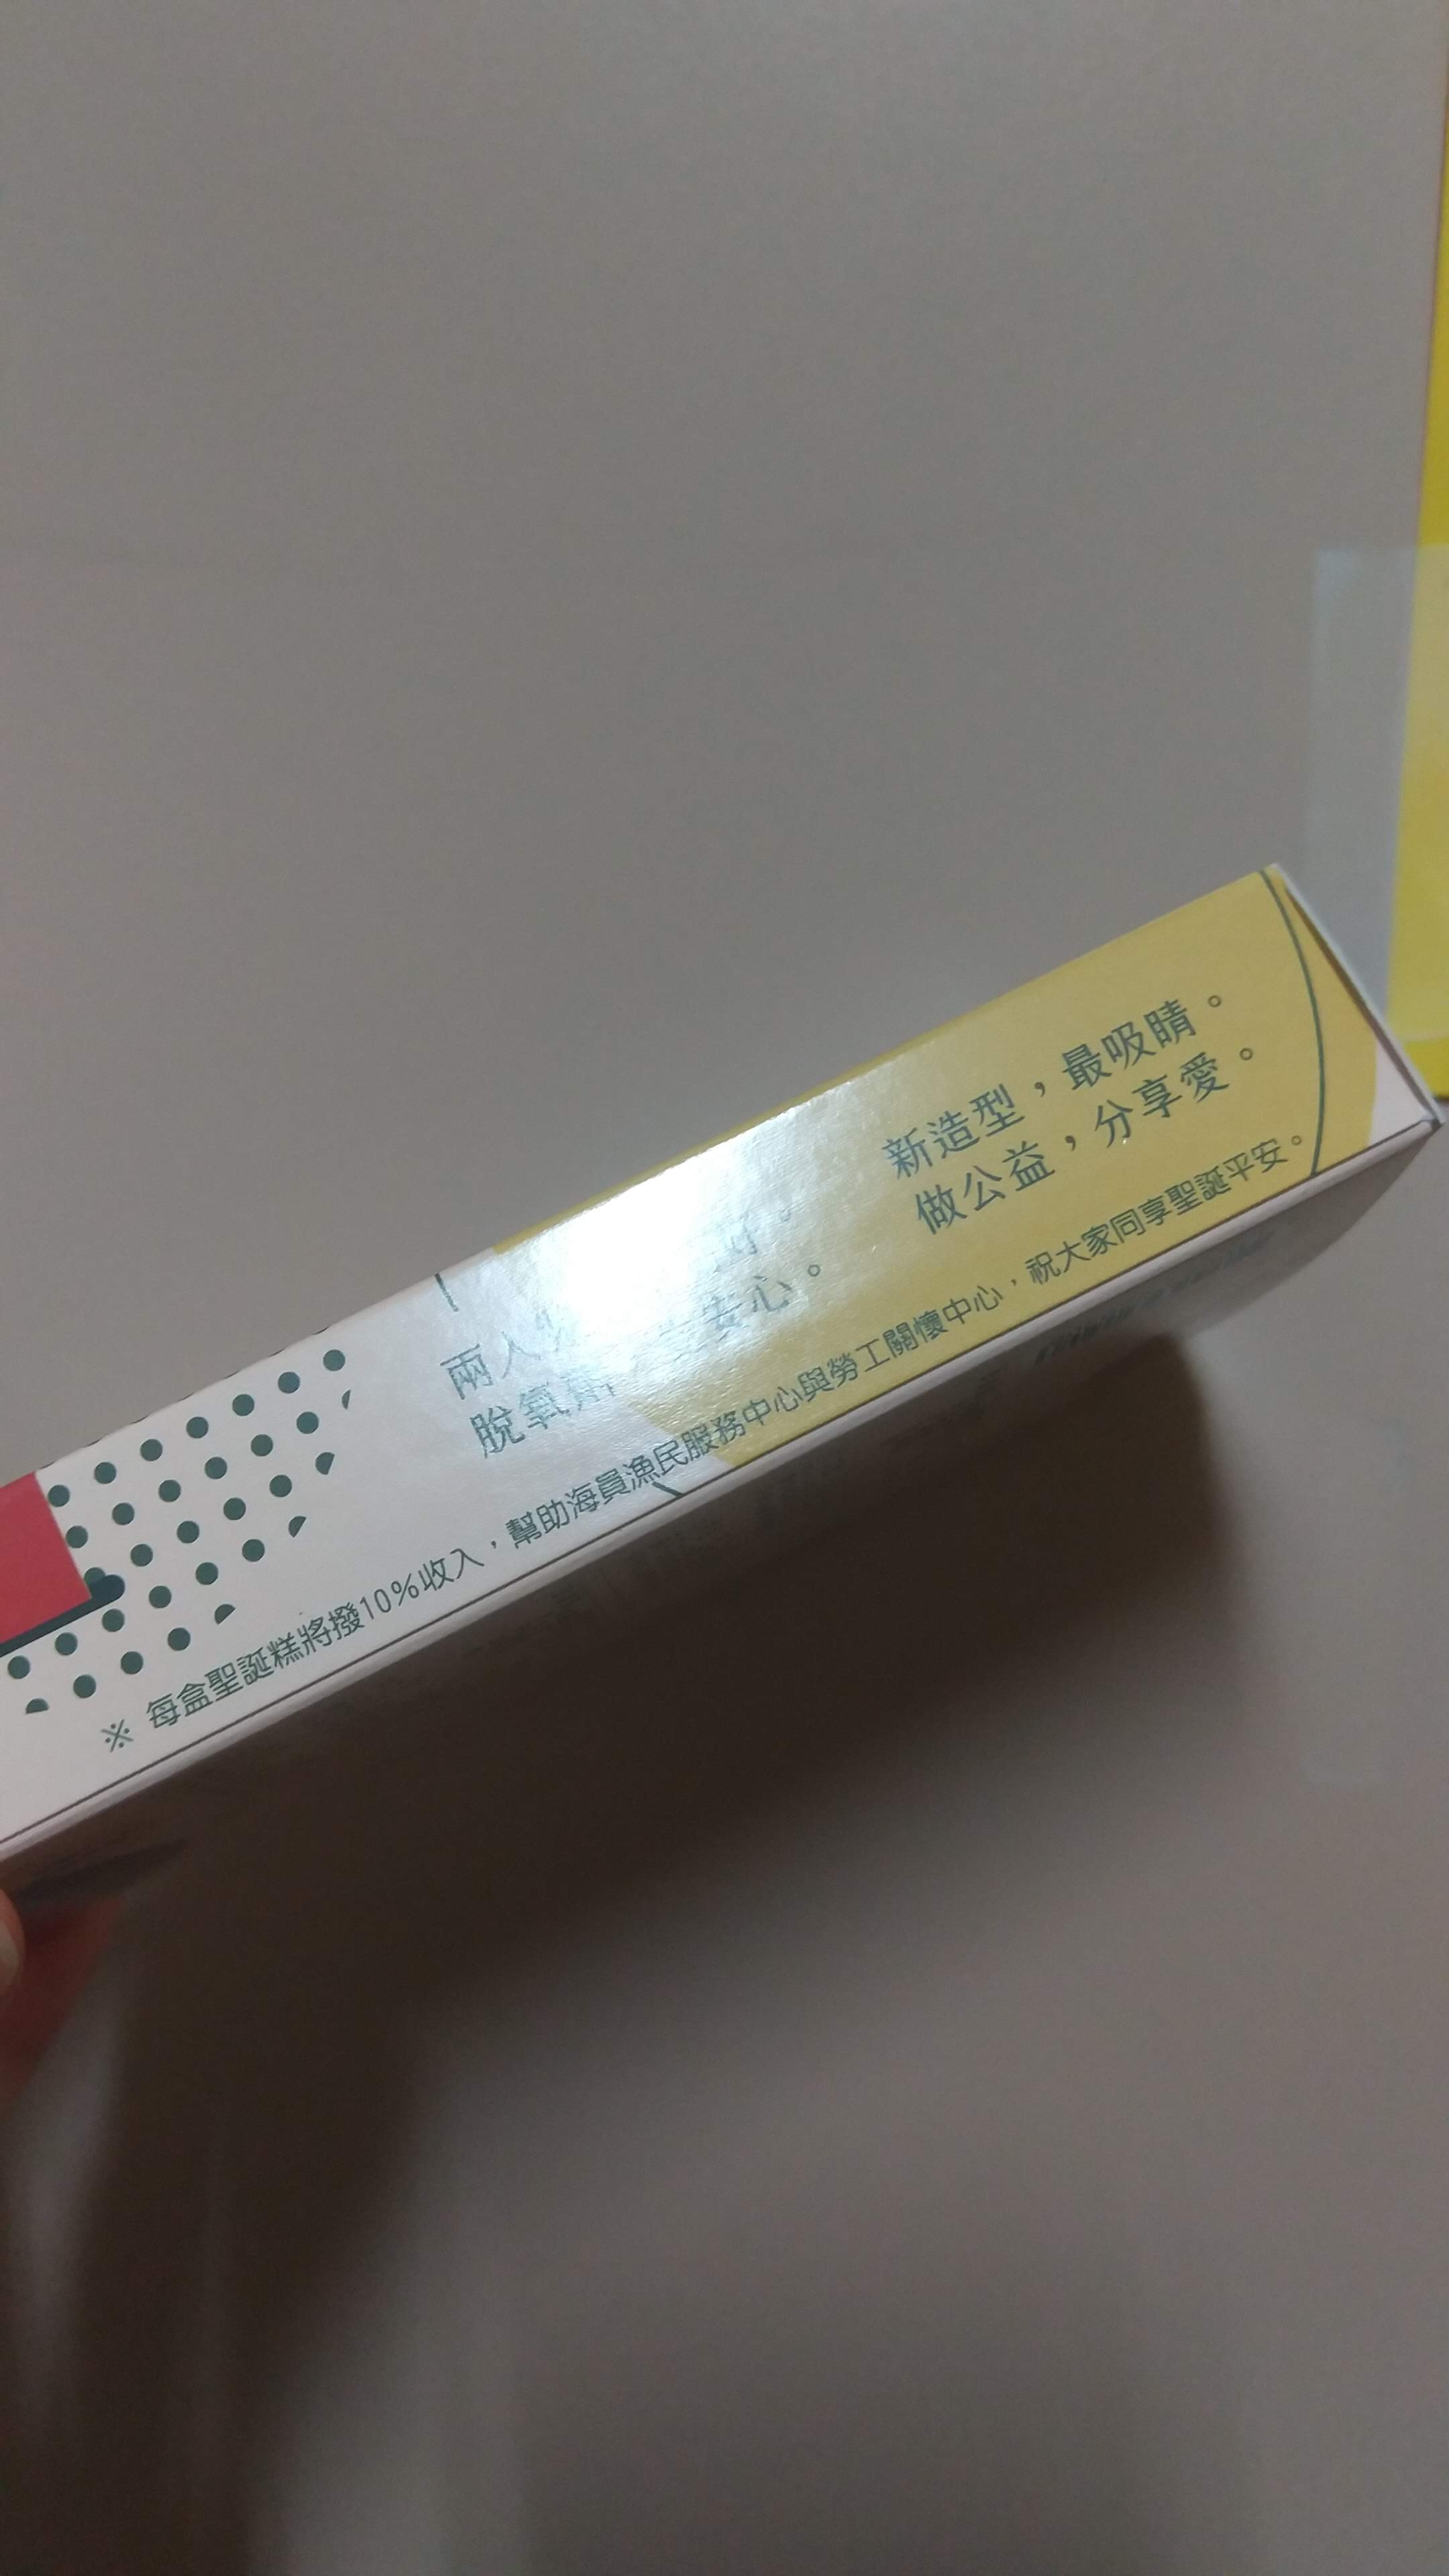 兩人
脫氧 安心。
新造型，最吸睛。
做公益，分享愛。
※ 每盒聖誕糕將撥10%收入，幫助海員漁民服務中心與勞工關懷中心，祝大家同享聖誕平安。